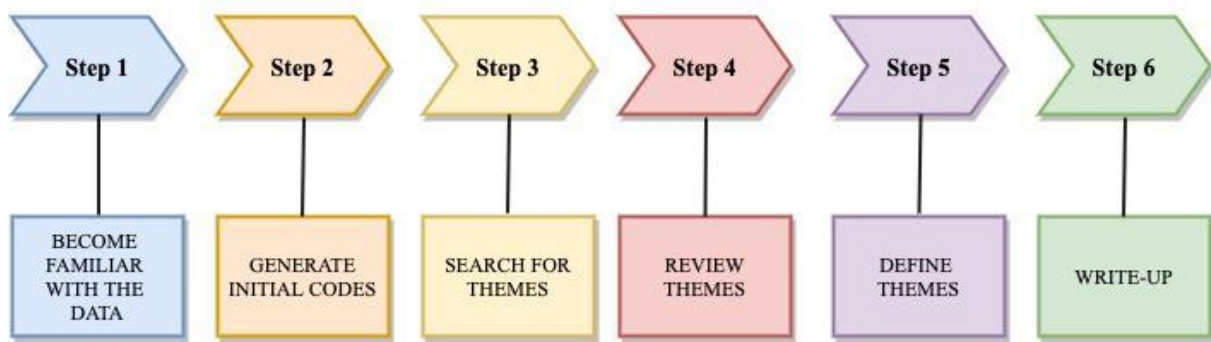 Step 1
Step 2
Step 3
Step 4
Step 5
Step 6
BECOME
FAMILIAR
WITH THE
DATA
GENERATE
INITIAL CODES
SEARCH FOR
THEMES
REVIEW
THEMES
DEFINE
THEMES
WRITE-UP